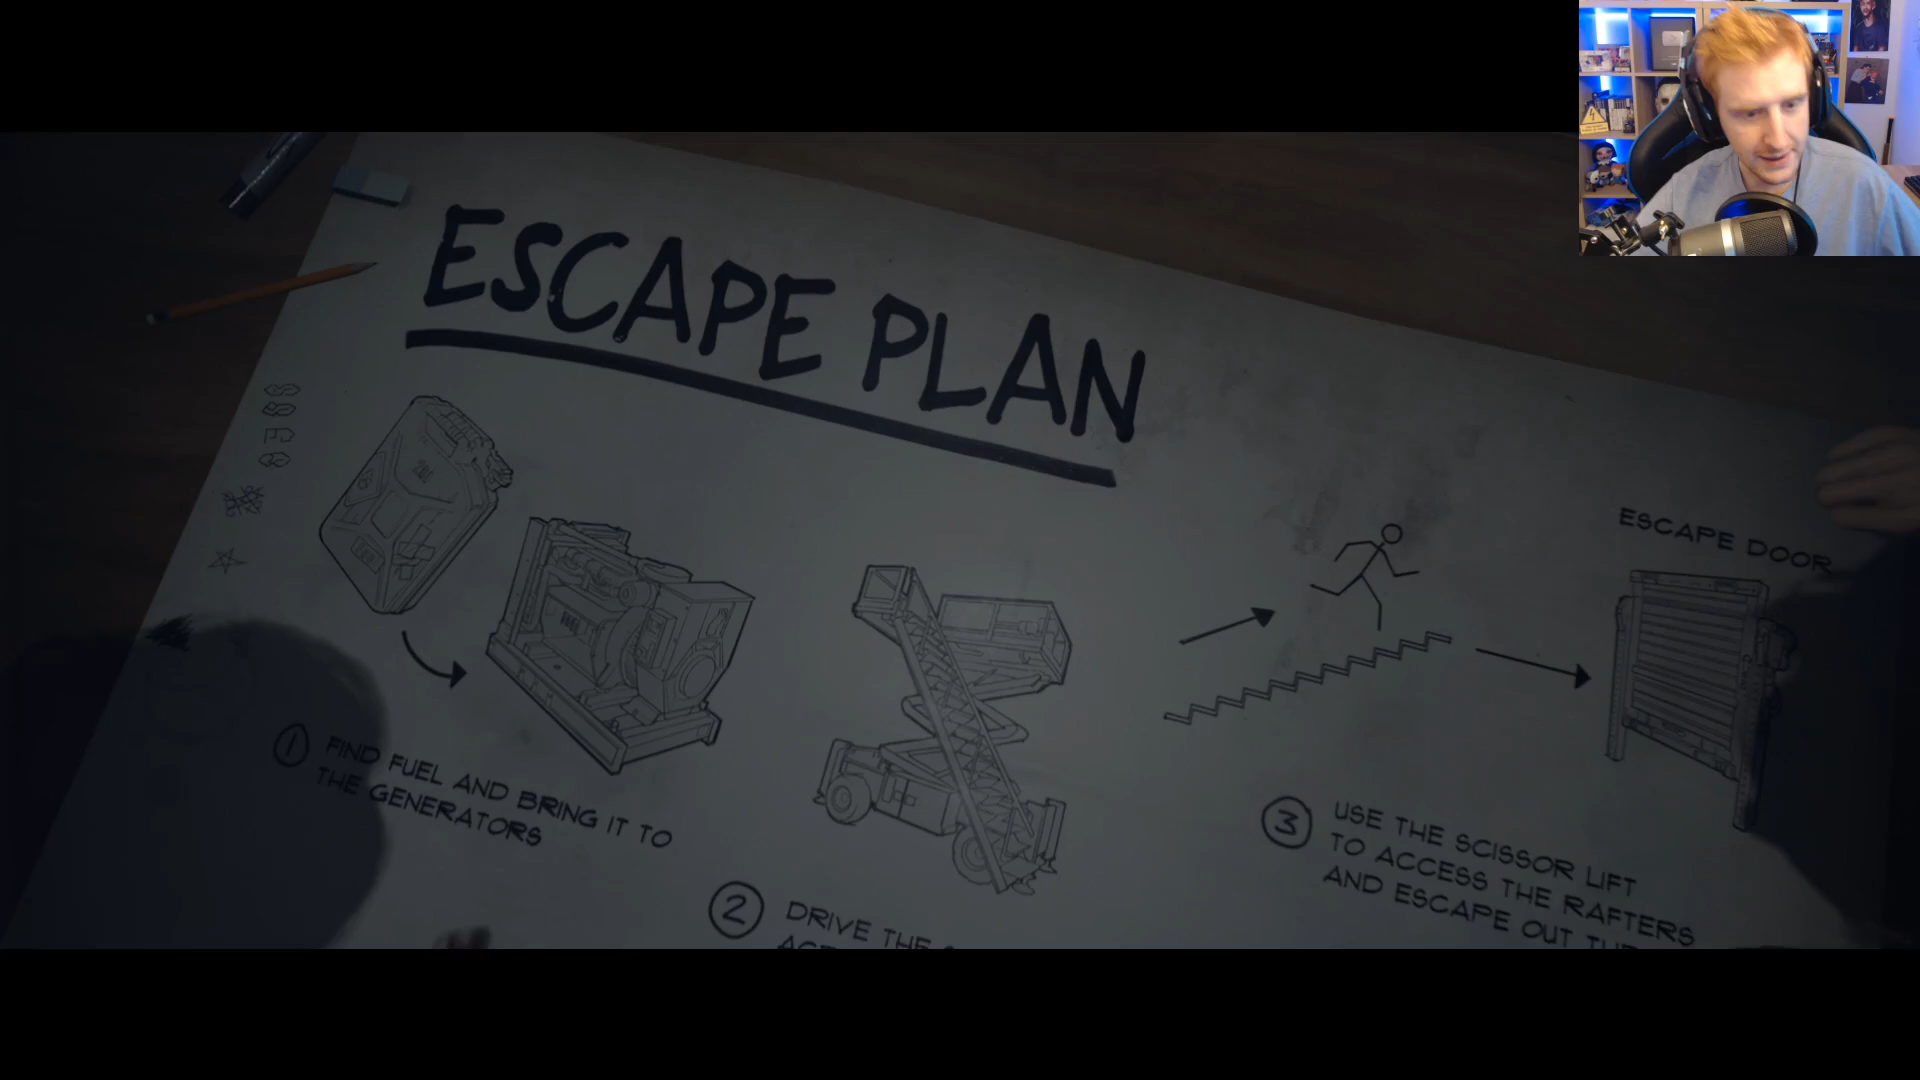 ESCAPE PLAN
ESCAPE DOOR
1 FIND FUEL AND BRING IT TO
THE GENERATORS
2 DRIVE THE
3 USE THE SCISSOR LIFT
TO ACCESS THE RAFTERS
AND ESCAPE OUT THE